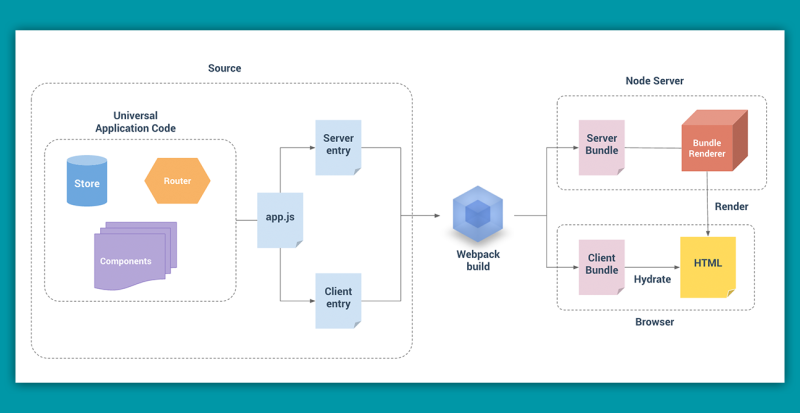 Source
Universal
Application Code
Store
Router
Components
app.js
Server
entry
Client
entry
Webpack
build
Node Server
Server
Bundle
Bundle
Renderer
Render
Client
Bundle
Hydrate
HTML
Browser